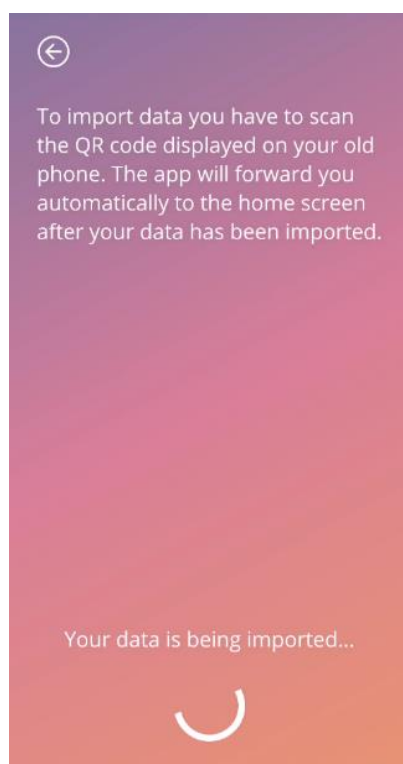 To import data you have to scan
the QR code displayed on your old
phone. The app will forward you
automatically to the home screen
after your data has been imported.
Your data is being imported...